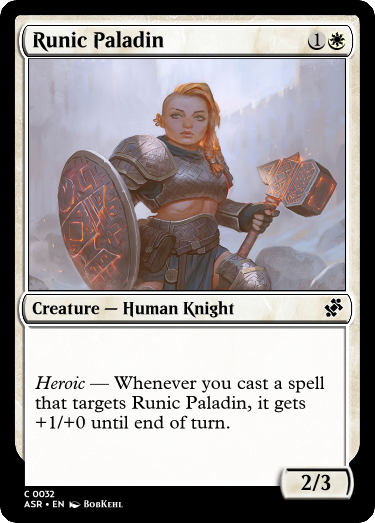 Runic Paladin 1
Creature — Human Knight
Heroic — Whenever you cast a spell
that targets Runic Paladin, it gets
+1/+0 until end of turn.
2/3
C 0032
ASR • EN BobKehl